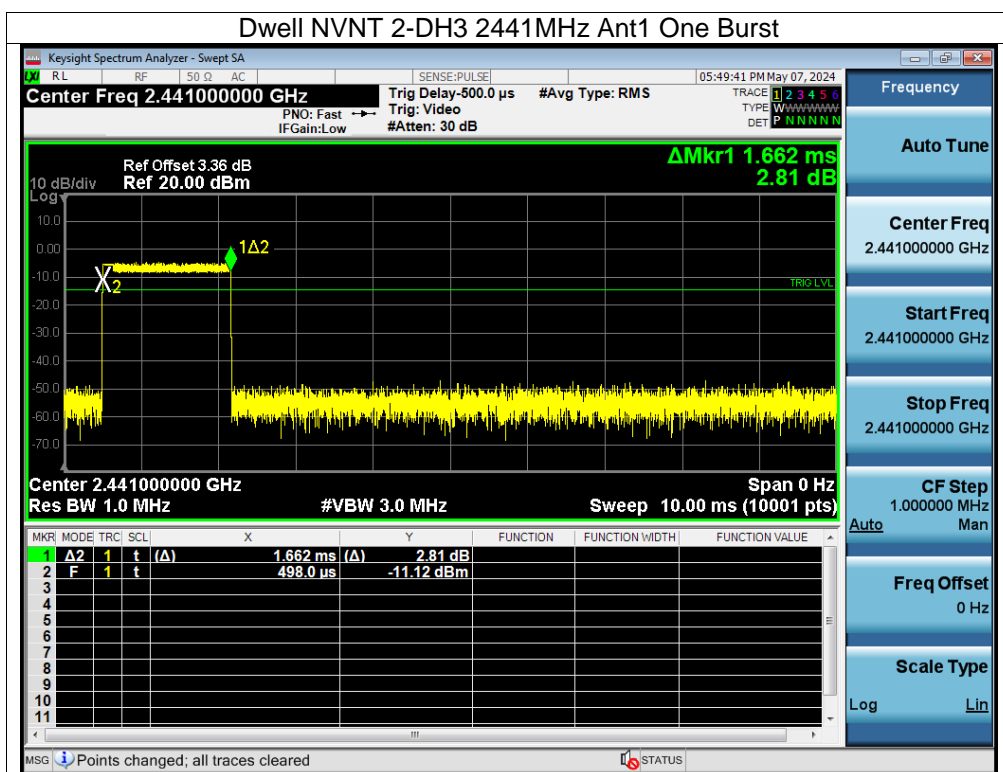 Dwell NVNT 2-DH3 2441MHz Ant1 One Burst
Keysight Spectrum Analyzer - Swept SA
LXI RL RF 50 Ω AC SENSE:PULSE 05:49:41 PM May 07, 2024
Center Freq 2.441000000 GHz Trig Delay-500.0 µs #Avg Type: RMS TRACE 1 2 3 4 5 6
PNO: Fast Trig: Video TYPE WWWWWWW
IFGain:Low #Atten: 30 dB DET P N N N N N
ΔMkr1 1.662 ms
2.81 dB
Ref Offset 3.36 dB
10 dB/div Ref 20.00 dBm
Log
10.0
0.00
-10.0
-20.0
-30.0
-40.0
-50.0
-60.0
-70.0
1Δ2
2
TRIG LVL
Center 2.441000000 GHz Span 0 Hz
Res BW 1.0 MHz #VBW 3.0 MHz Sweep 10.00 ms (10001 pts)
MKR MODE TRC SCL X Y FUNCTION FUNCTION WIDTH FUNCTION VALUE
1 Δ2 1 t (Δ) 1.662 ms (Δ) 2.81 dB
2 F 1 t 498.0 µs -11.12 dBm
3
4
5
6
7
8
9
10
11
MSG Points changed; all traces cleared STATUS
Frequency
Auto Tune
Center Freq
2.441000000 GHz
Start Freq
2.441000000 GHz
Stop Freq
2.441000000 GHz
CF Step
1.000000 MHz
Auto Man
Freq Offset
0 Hz
Scale Type
Log Lin